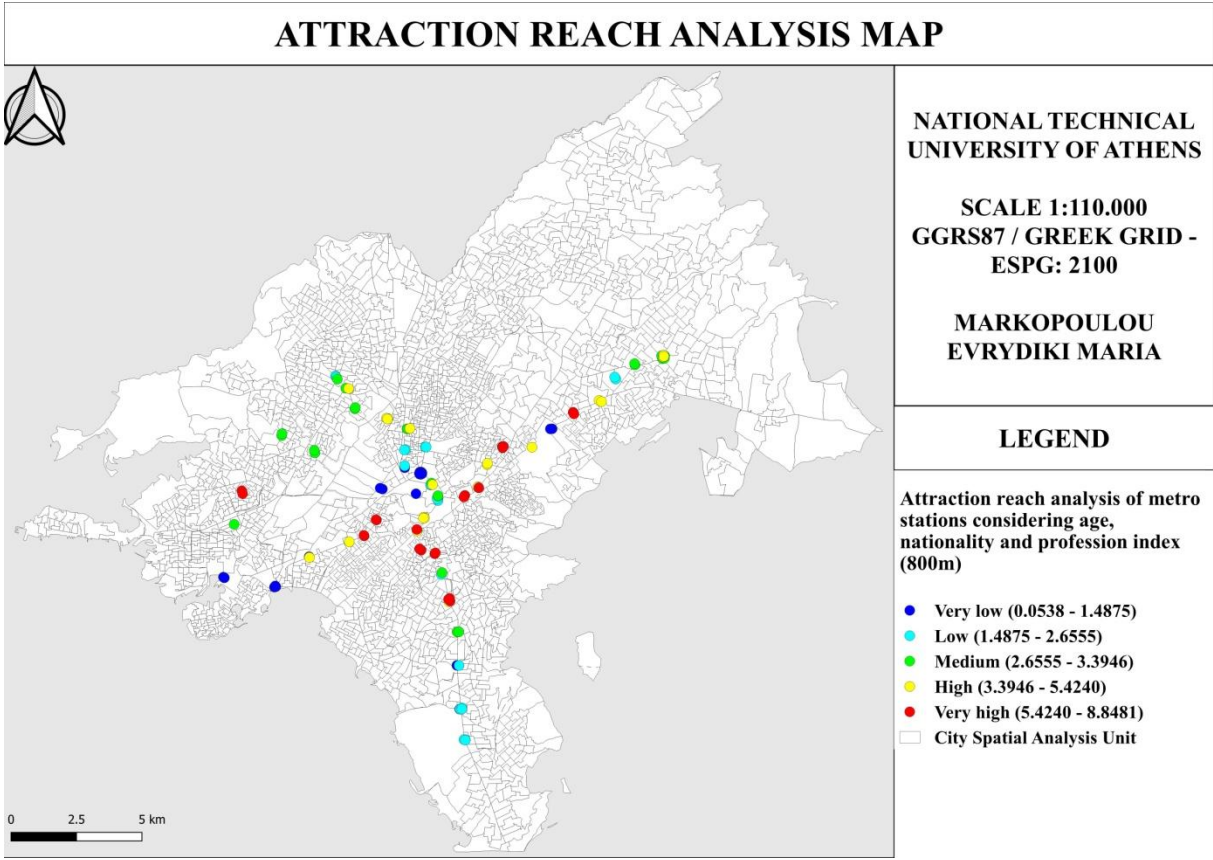 ATTRACTION REACH ANALYSIS MAP
NATIONAL TECHNICAL
UNIVERSITY OF ATHENS
SCALE 1:110.000
GGRS87 / GREEK GRID -
ESPG: 2100
MARKOPOULOU
EVRYDIKI MARIA
LEGEND
Attraction reach analysis of metro
stations considering age,
nationality and profession index
(800m)
Very low (0.0538 - 1.4875)
Low (1.4875 - 2.6555)
Medium (2.6555 - 3.3946)
High (3.3946 - 5.4240)
Very high (5.4240 - 8.8481)
City Spatial Analysis Unit
0 2.5 5 km